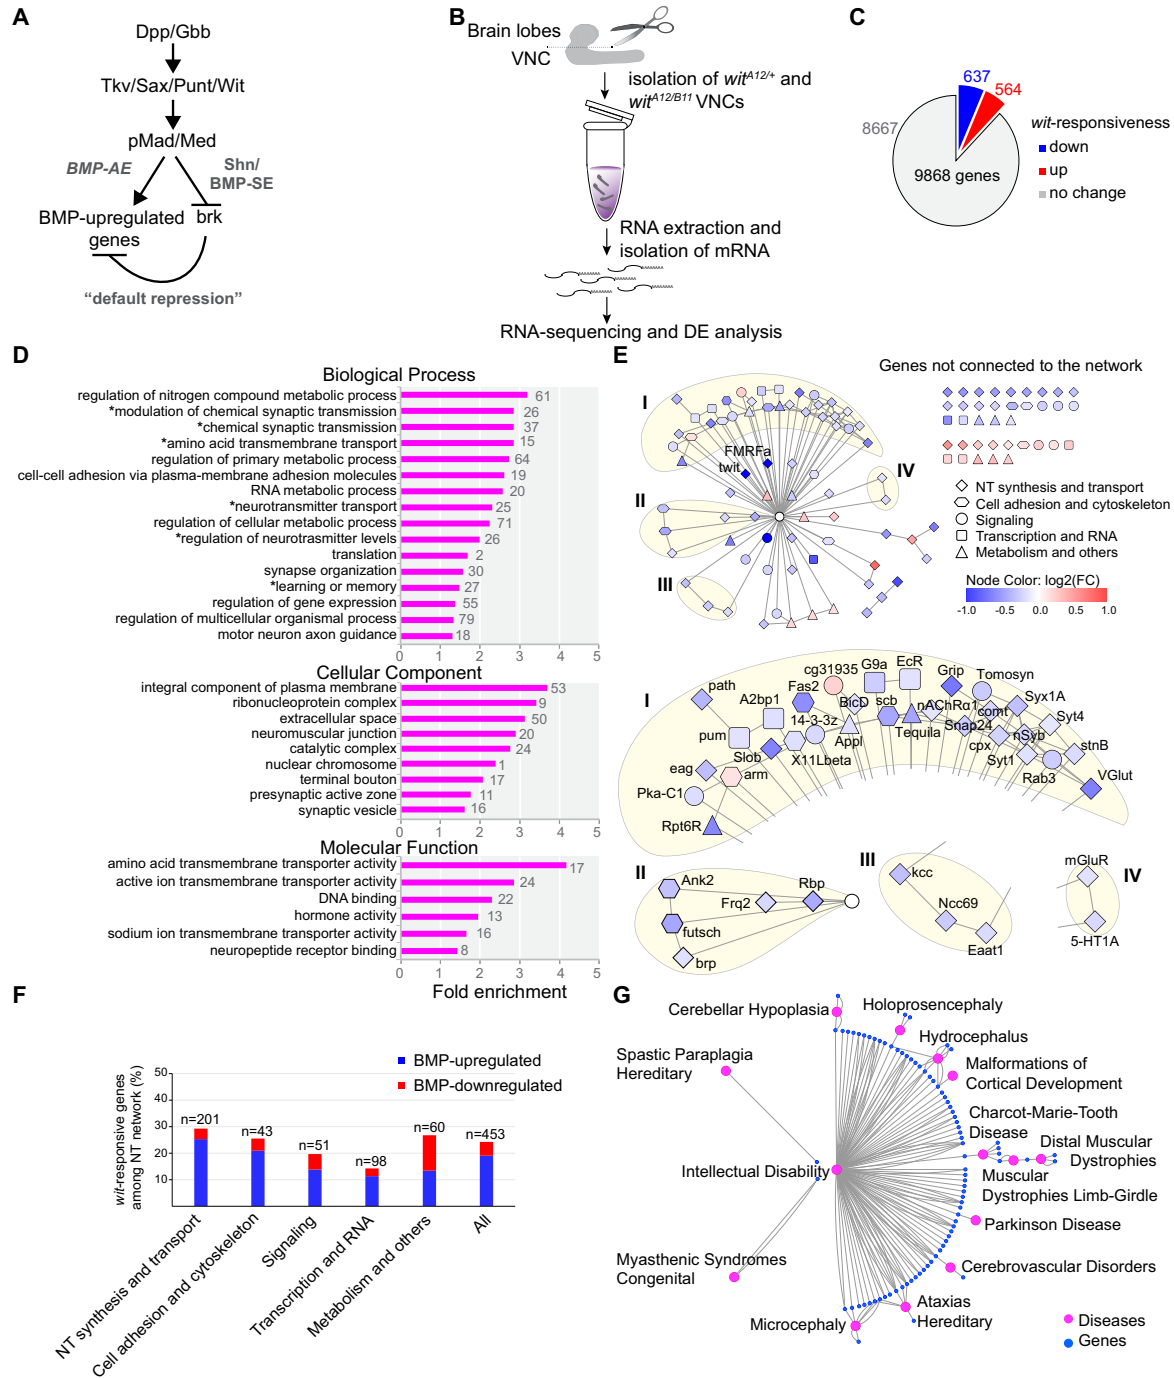 A
Dpp/Gbb
Tkv/Sax/Punt/Wit
pMad/Med
BMP-AE
Shn/
BMP-SE
BMP-upregulated
genes
brk
“default repression”
B
Brain lobes
VNC
isolation of witA12/+ and
witA12/B11 VNCs
RNA extraction and
isolation of mRNA
RNA-sequencing and DE analysis
C
637
564
8667
9868 genes
wit-responsiveness
down
up
no change
D
Biological Process
regulation of nitrogen compound metabolic process 61
*modulation of chemical synaptic transmission 26
*chemical synaptic transmission 37
*amino acid transmembrane transport 15
regulation of primary metabolic process 64
cell-cell adhesion via plasma-membrane adhesion molecules 19
RNA metabolic process 20
*neurotransmitter transport 25
regulation of cellular metabolic process 71
*regulation of neurotrasmitter levels 26
translation 2
synapse organization 30
*learning or memory 27
regulation of gene expression 55
regulation of multicellular organismal process 79
motor neuron axon guidance 18
0 1 2 3 4 5
Cellular Component
integral component of plasma membrane 53
ribonucleoprotein complex 9
extracellular space 50
neuromuscular junction 20
catalytic complex 24
nuclear chromosome 1
terminal bouton 17
presynaptic active zone 11
synaptic vesicle 16
0 1 2 3 4 5
Molecular Function
amino acid transmembrane transporter activity 17
active ion transmembrane transporter activity 24
DNA binding 22
hormone activity 13
sodium ion transmembrane transporter activity 16
neuropeptide receptor binding 8
0 1 2 3 4 5
Fold enrichment
E
Genes not connected to the network
I
FMRFa
twit
IV
II
III
NT synthesis and transport
Cell adhesion and cytoskeleton
Signaling
Transcription and RNA
Metabolism and others
Node Color: log2(FC)
-1.0 -0.5 0.0 0.5 1.0
I
path
A2bp1
Fas2
cg31935
G9a
EcR
Grip
Tomosyn
BicD
scb
nAChRα1
comt
Syx1A
Syt4
pum
14-3-3z
Appl
Tequila
Snap24
nSyb
stnB
Slob
X11Lbeta
cpx
Syt1
Rab3
VGlut
eag
arm
Pka-C1
Rpt6R
II
Ank2
Frq2
Rbp
futsch
brp
III
kcc
Ncc69
Eaat1
mGluR
IV
5-HT1A
F
BMP-upregulated
BMP-downregulated
wit-responsive genes
among NT network (%)
50
40
30
20
10
n=201
n=43
n=51
n=98
n=60
n=453
NT synthesis and transport
Cell adhesion and cytoskeleton
Signaling
Transcription and RNA
Metabolism and others
All
G
Cerebellar Hypoplasia
Holoprosencephaly
Hydrocephalus
Spastic Paraplagia
Hereditary
Malformations of
Cortical Development
Charcot-Marie-Tooth
Disease
Distal Muscular
Dystrophies
Intellectual Disability
Muscular
Dystrophies Limb-Girdle
Parkinson Disease
Myasthenic Syndromes
Congenital
Cerebrovascular Disorders
Microcephaly
Ataxias
Hereditary
Diseases
Genes